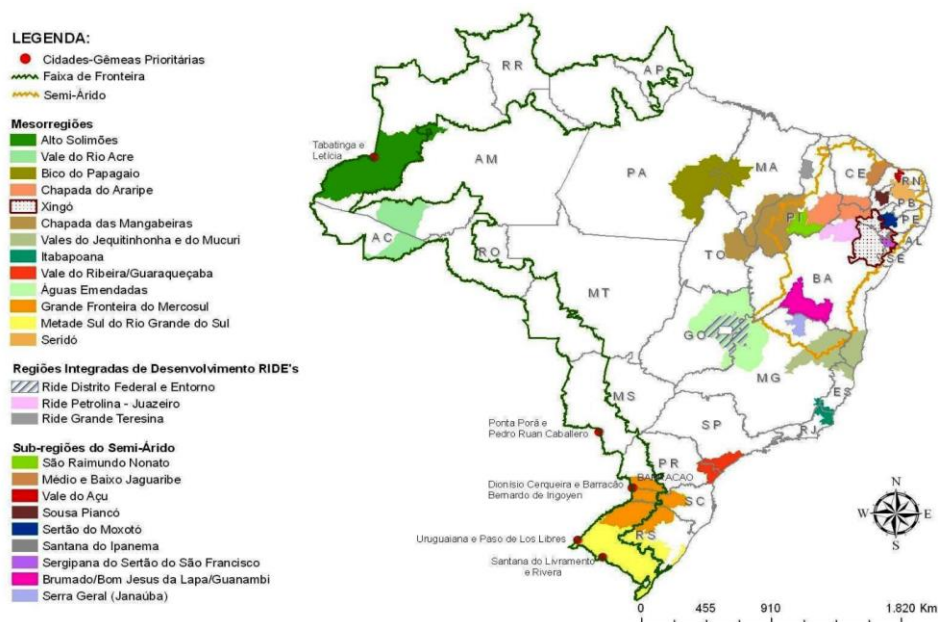 LEGENDA:
Cidades-Gêmeas Prioritárias
Faixa de Fronteira
Semi-Árido
Mesorregiões
Alto Solimões
Vale do Rio Acre
Bico do Papagaio
Chapada do Araripe
Xingó
Chapada das Mangabeiras
Vales do Jequitinhonha e do Mucuri
Itabapoana
Vale do Ribeira/Guaraqueçaba
Águas Emendadas
Grande Fronteira do Mercosul
Metade Sul do Rio Grande do Sul
Seridó
Regiões Integradas de Desenvolvimento RIDE's
Ride Distrito Federal e Entorno
Ride Petrolina - Juazeiro
Ride Grande Teresina
Sub-regiões do Semi-Árido
São Raimundo Nonato
Médio e Baixo Jaguaribe
Vale do Açu
Sousa Piancó
Sertão do Moxotó
Santana do Ipanema
Sergipana do Sertão do São Francisco
Brumado/Bom Jesus da Lapa/Guanambi
Serra Geral (Janaúba)
RR
AP
Tabatinga e
Letícia
AM
PA
MA
CE
RN
PB
PE
AL
SE
PI
AC
RO
TO
BA
MT
GO
MG
ES
MS
SP
RJ
Ponta Porã e
Pedro Ruan Caballero
PR
BARRACAO
Dionísio Cerqueira e Barracão
Bernardo de Ingoyen
SC
RS
Uruguaiana e Paso de Los Libres
Santana do Livramento
e Rivera
N
W
E
S
0 455 910 1.820 Km